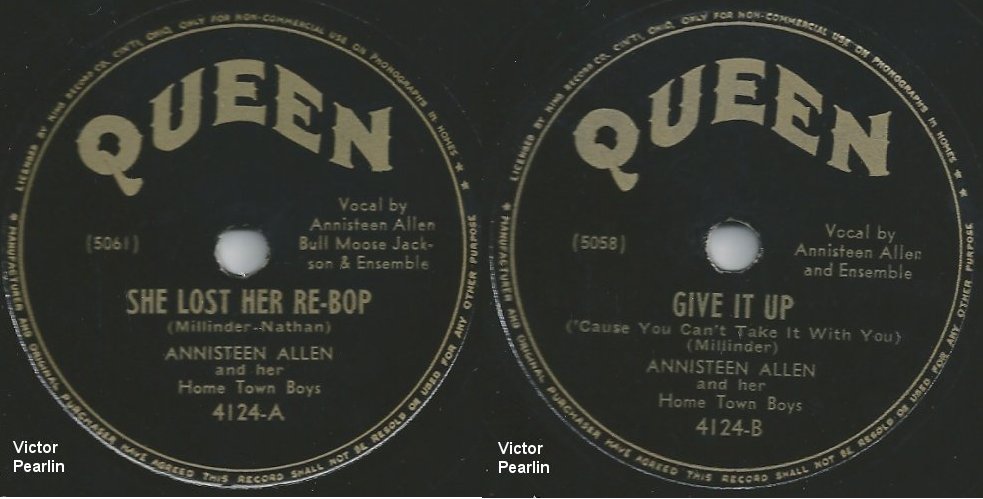 LICENSED BY KING RECORD CO. CIN'TI, OHIO, ONLY FOR NON-COMMERCIAL USE ON PHONOGRAPHS IN HOMES ★ ★
★ MANUFACTURER AND ORIGINAL PURCHASER HAVE AGREED THIS RECORD SHALL NOT BE RESOLD OR USED FOR ANY OTHER PURPOSE
QUEEN
Vocal by
Annisteen Allen
Bull Moose Jack-
son & Ensemble
(5061)
SHE LOST HER RE-BOP
(Millinder-Nathan)
ANNISTEEN ALLEN
and her
Home Town Boys
4124-A
Victor
Pearlin
LICENSED BY KING RECORD CO. CIN'TI, OHIO, ONLY FOR NON-COMMERCIAL USE ON PHONOGRAPHS IN HOMES ★ ★
★ MANUFACTURER AND ORIGINAL PURCHASER HAVE AGREED THIS RECORD SHALL NOT BE RESOLD OR USED FOR ANY OTHER PURPOSE
QUEEN
(5058)
Vocal by
Annisteen Allen
and Ensemble
GIVE IT UP
('Cause You Can't Take It With You)
(Millinder)
ANNISTEEN ALLEN
and her
Home Town Boys
4124-B
Victor
Pearlin